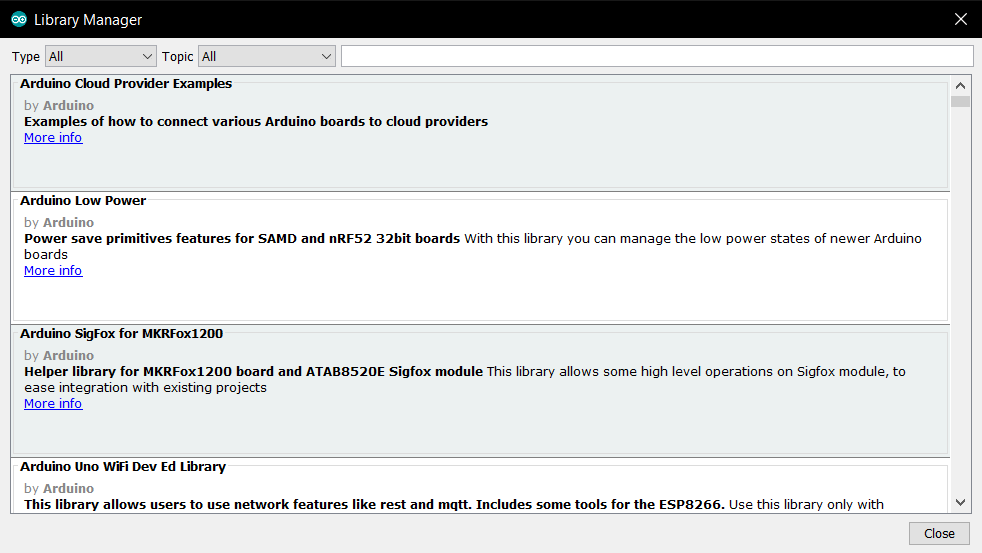 Library Manager
Type All Topic All
Arduino Cloud Provider Examples
by Arduino
Examples of how to connect various Arduino boards to cloud providers
More info
Arduino Low Power
by Arduino
Power save primitives features for SAMD and nRF52 32bit boards With this library you can manage the low power states of newer Arduino
boards
More info
Arduino SigFox for MKRFox1200
by Arduino
Helper library for MKRFox1200 board and ATAB8520E Sigfox module This library allows some high level operations on Sigfox module, to
ease integration with existing projects
More info
Arduino Uno WiFi Dev Ed Library
by Arduino
This library allows users to use network features like rest and mqtt. Includes some tools for the ESP8266. Use this library only with
Close